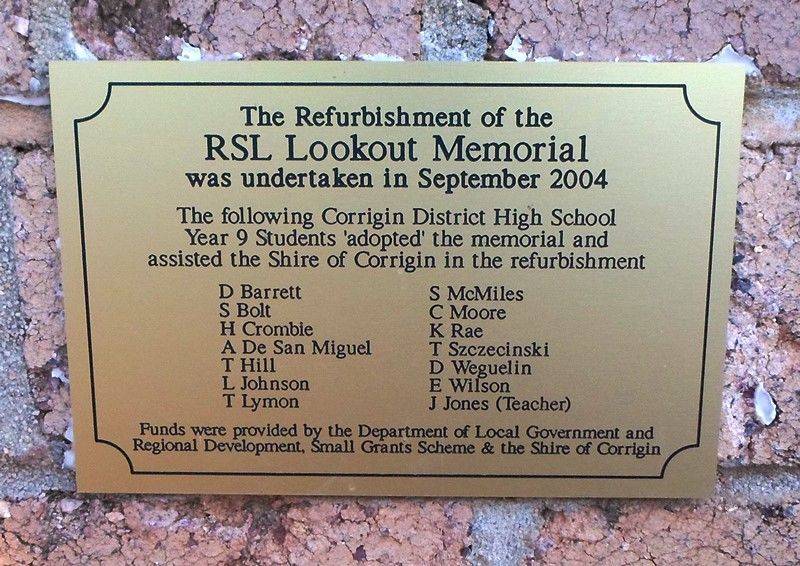 The Refurbishment of the
RSL Lookout Memorial
was undertaken in September 2004
The following Corrigin District High School
Year 9 Students 'adopted' the memorial and
assisted the Shire of Corrigin in the refurbishment
D Barrett
S Bolt
H Crombie
A De San Miguel
T Hill
L Johnson
T Lymon
S McMiles
C Moore
K Rae
T Szczecinski
D Weguelin
E Wilson
J Jones (Teacher)
Funds were provided by the Department of Local Government and
Regional Development, Small Grants Scheme & the Shire of Corrigin